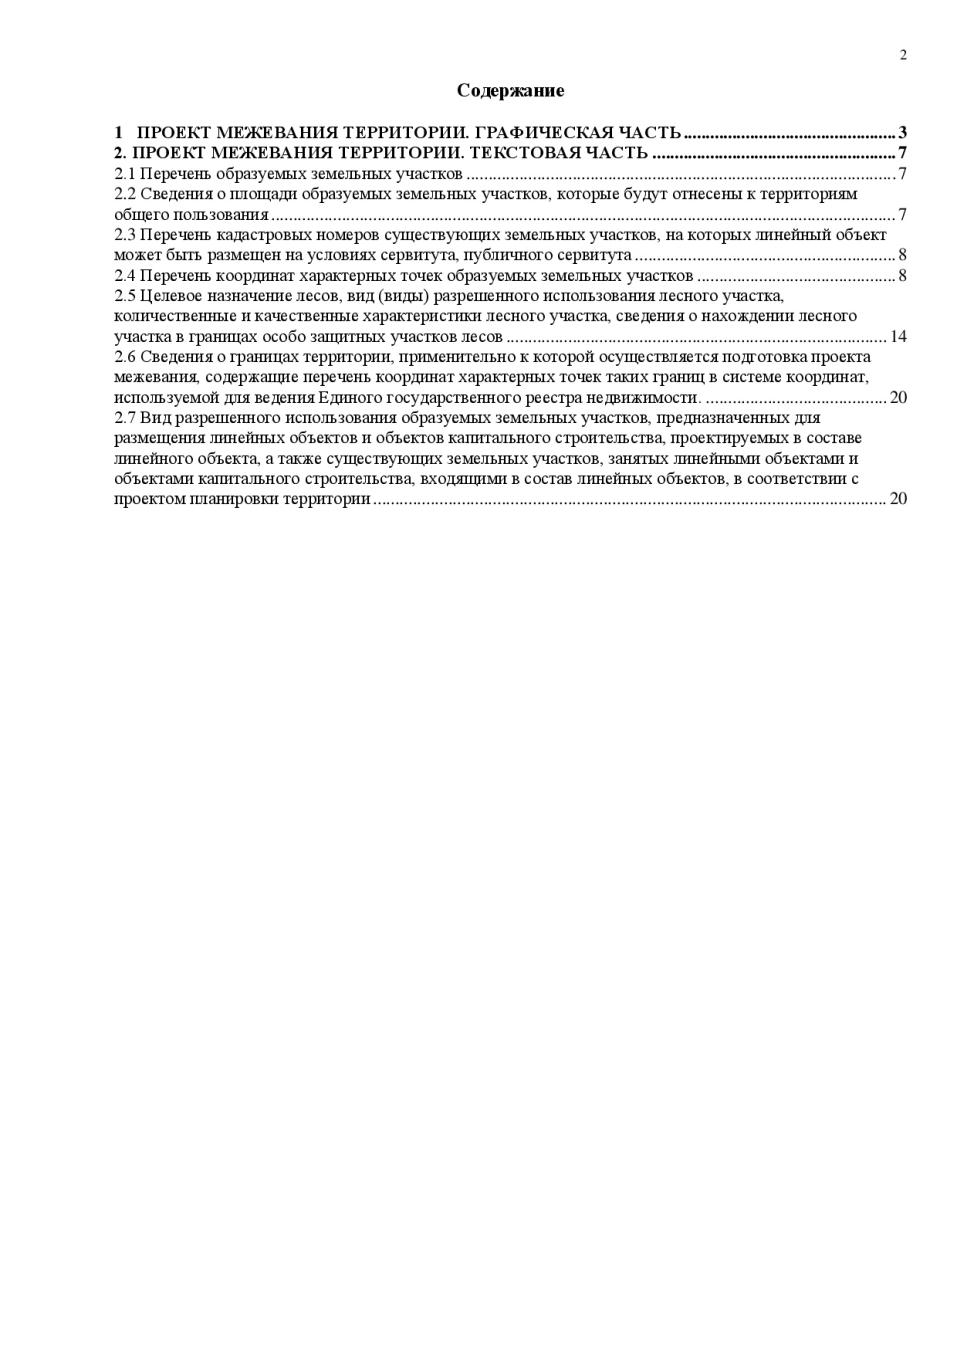 2
Содержание
1 ПРОЕКТ МЕЖЕВАНИЯ ТЕРРИТОРИИ. ГРАФИЧЕСКАЯ ЧАСТЬ ................................................ 3
2. ПРОЕКТ МЕЖЕВАНИЯ ТЕРРИТОРИИ. ТЕКСТОВАЯ ЧАСТЬ ....................................................... 7
2.1 Перечень образуемых земельных участков ................................................................................................. 7
2.2 Сведения о площади образуемых земельных участков, которые будут отнесены к территориям
общего пользования ............................................................................................................................................. 7
2.3 Перечень кадастровых номеров существующих земельных участков, на которых линейный объект
может быть размещен на условиях сервитута, публичного сервитута ........................................................... 8
2.4 Перечень координат характерных точек образуемых земельных участков ............................................. 8
2.5 Целевое назначение лесов, вид (виды) разрешенного использования лесного участка,
количественные и качественные характеристики лесного участка, сведения о нахождении лесного
участка в границах особо защитных участков лесов ...................................................................................... 14
2.6 Сведения о границах территории, применительно к которой осуществляется подготовка проекта
межевания, содержащие перечень координат характерных точек таких границ в системе координат,
используемой для ведения Единого государственного реестра недвижимости. ......................................... 20
2.7 Вид разрешенного использования образуемых земельных участков, предназначенных для
размещения линейных объектов и объектов капитального строительства, проектируемых в составе
линейного объекта, а также существующих земельных участков, занятых линейными объектами и
объектами капитального строительства, входящими в состав линейных объектов, в соответствии с
проектом планировки территории .................................................................................................................... 20